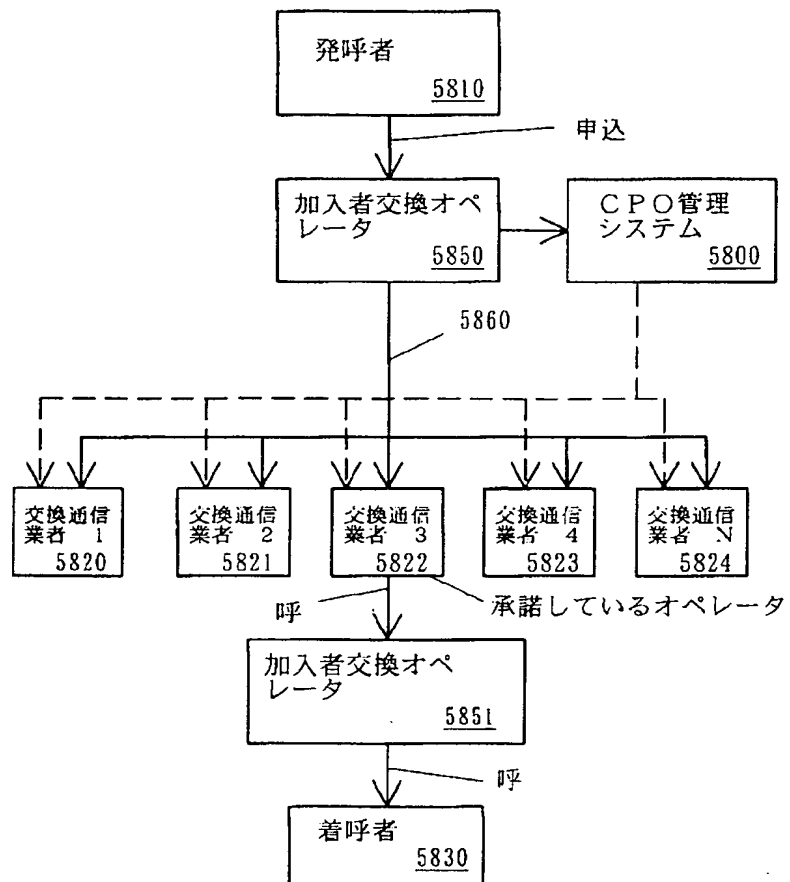 発呼者
5810
申込
加入者交換オペ
レータ
5850
CPO管理
システム
5800
5860
交換通信
業者 1
5820
交換通信
業者 2
5821
交換通信
業者 3
5822
交換通信
業者 4
5823
交換通信
業者 N
5824
呼
承諾しているオペレータ
加入者交換オペ
レータ
5851
呼
着呼者
5830